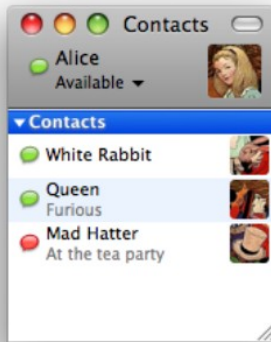 Contacts
Alice
Available
Contacts
White Rabbit
Queen
Furious
Mad Hatter
At the tea party